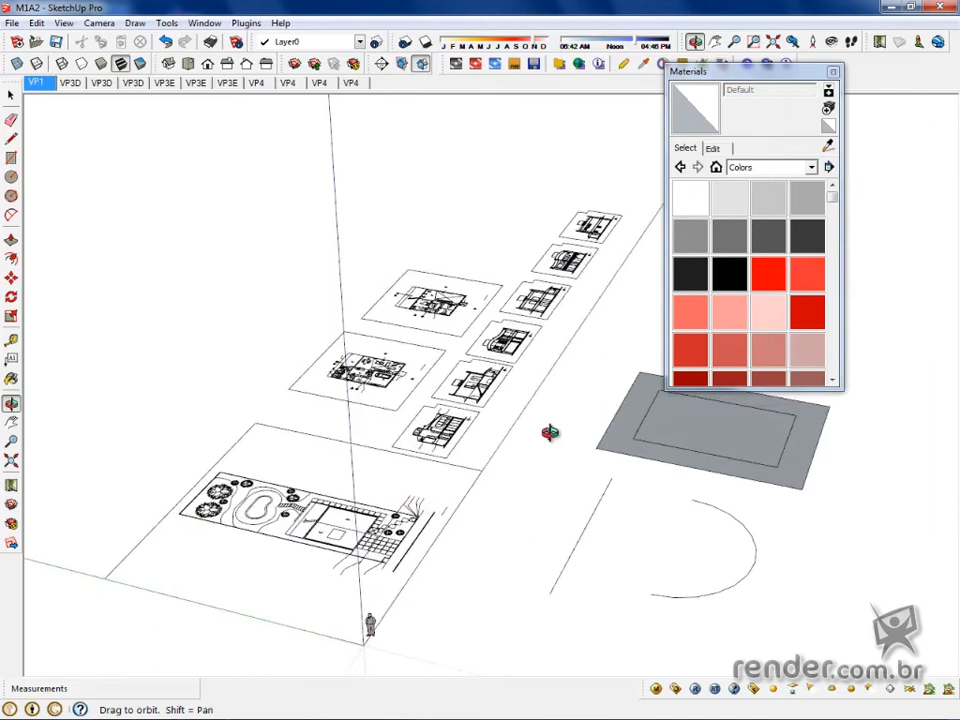 M1A2 - SketchUp Pro
File Edit View Camera Draw Tools Window Plugins Help
Layer0
J F M A M J J A S O N D 06:42 AM Noon 04:46 PM
VP1 VP3D VP3D VP3D VP3E VP3E VP3E VP4 VP4 VP4 VP4
Materials
Default
Select Edit
Colors
render.com.br
Measurements
Drag to orbit. Shift = Pan